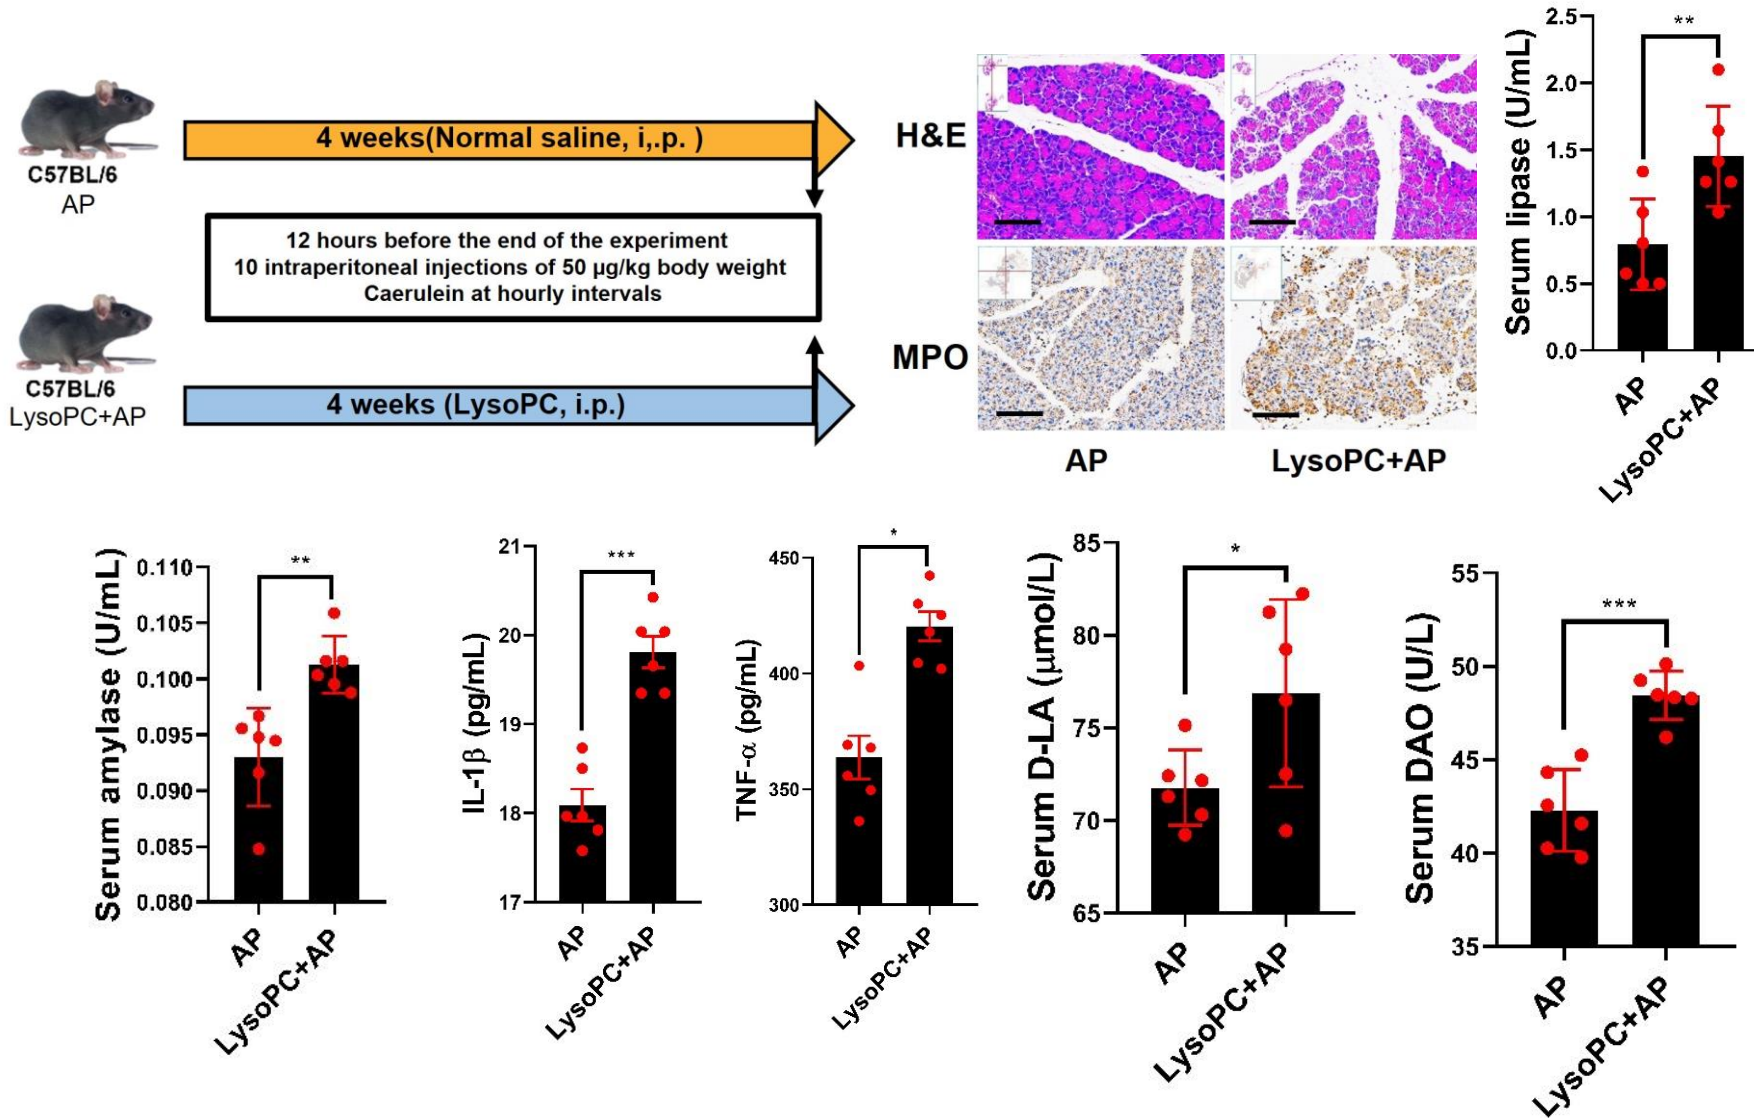 C57BL/6
AP
4 weeks(Normal saline, i,.p. )
12 hours before the end of the experiment
10 intraperitoneal injections of 50 µg/kg body weight
Caerulein at hourly intervals
C57BL/6
LysoPC+AP
4 weeks (LysoPC, i.p.)
H&E
MPO
AP
LysoPC+AP
Serum lipase (U/mL)
2.5
2.0
1.5
1.0
0.5
0.0
**
AP
LysoPC+AP
Serum amylase (U/mL)
0.110
0.105
0.100
0.095
0.090
0.085
0.080
**
AP
LysoPC+AP
IL-1β (pg/mL)
21
20
19
18
17
***
AP
LysoPC+AP
TNF-α (pg/mL)
450
400
350
300
*
AP
LysoPC+AP
Serum D-LA (μmol/L)
85
80
75
70
65
*
AP
LysoPC+AP
Serum DAO (U/L)
55
50
45
40
35
***
AP
LysoPC+AP